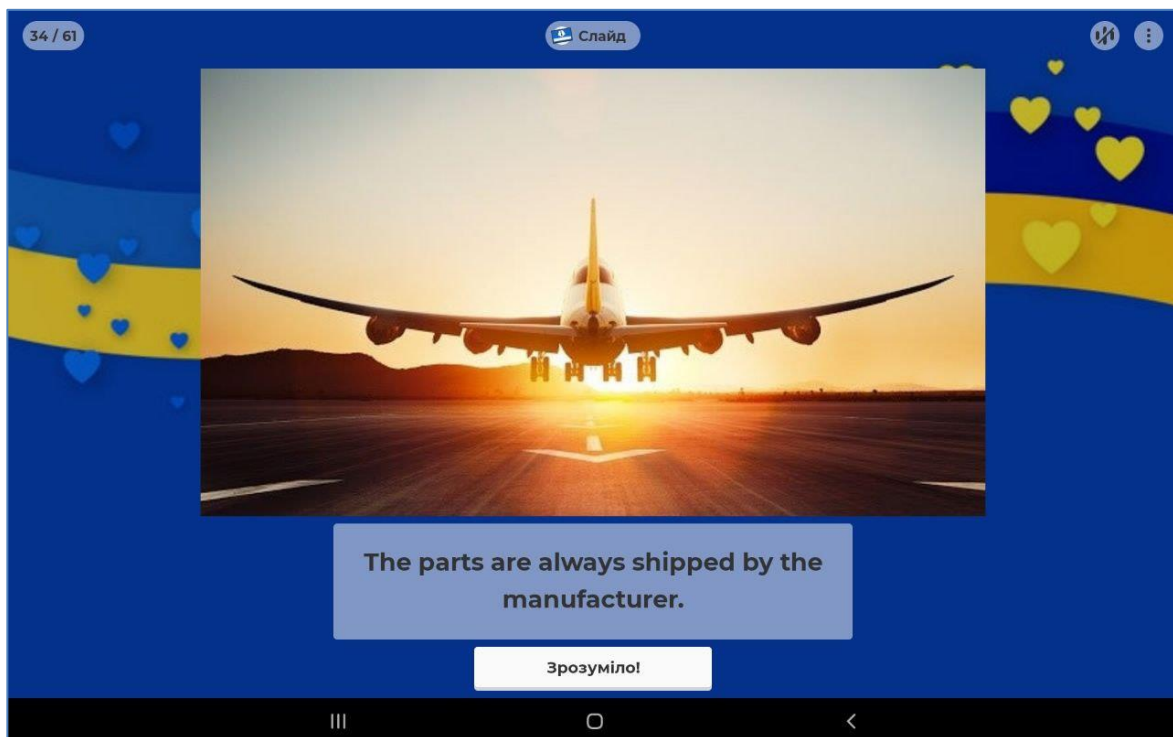 34 / 61
Слайд
The parts are always shipped by the
manufacturer.
Зрозуміло!